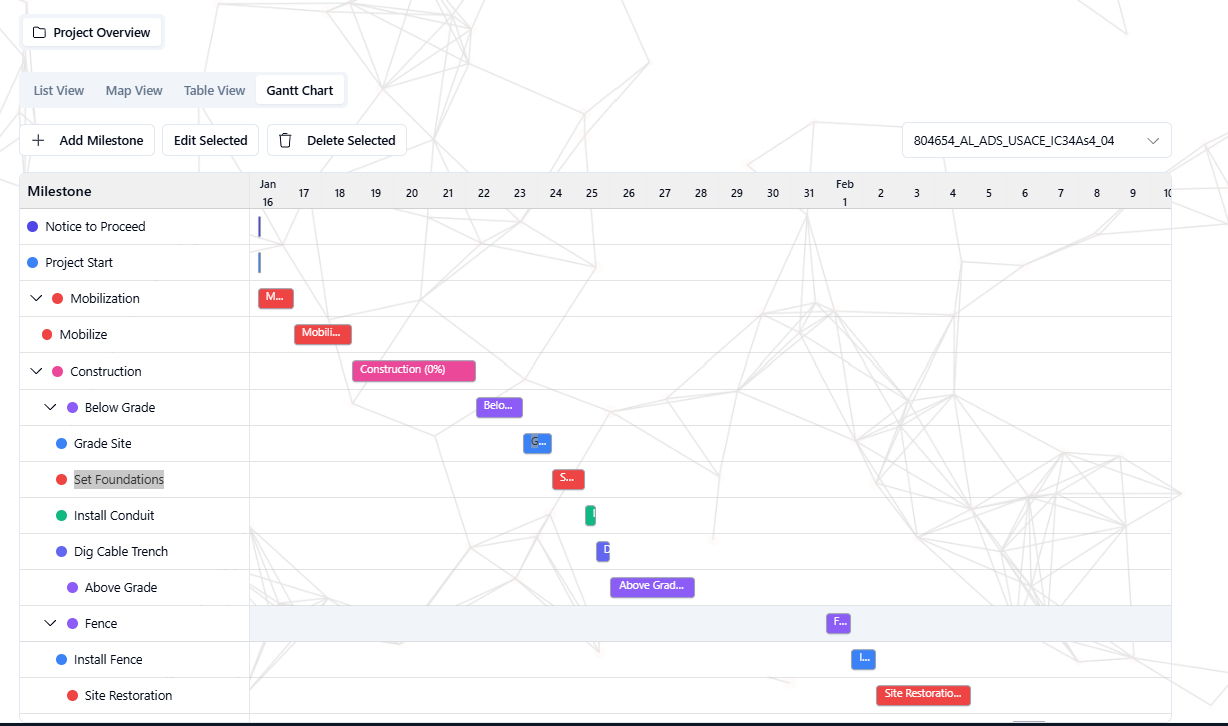 Project Overview
List View Map View Table View Gantt Chart
+ Add Milestone Edit Selected Delete Selected 804654_AL_ADS_USACE_IC34As4_04
Milestone
Jan Feb
16 17 18 19 20 21 22 23 24 25 26 27 28 29 30 31 1 2 3 4 5 6 7 8 9
Notice to Proceed
Project Start
Mobilization M...
Mobilize Mobili...
Construction Construction (0%)
Below Grade Belo...
Grade Site G...
Set Foundations S...
Install Conduit I
Dig Cable Trench D
Above Grade Above Grad...
Fence F...
Install Fence I...
Site Restoration Site Restoratio...